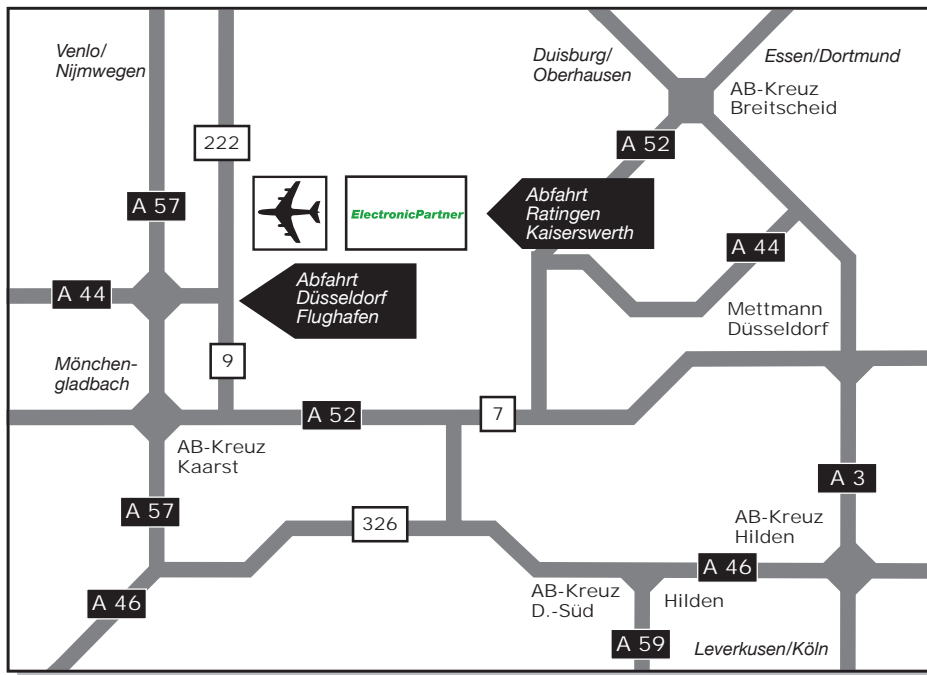 Venlo/
Nijmwegen
Duisburg/
Oberhausen
Essen/Dortmund
AB-Kreuz
Breitscheid
222
A 52
A 57
ElectronicPartner
Abfahrt
Ratingen
Kaiserswerth
A 44
A 44
Abfahrt
Düsseldorf
Flughafen
Mettmann
Düsseldorf
9
Mönchen-
gladbach
A 52
7
AB-Kreuz
Kaarst
A 3
A 57
326
AB-Kreuz
Hilden
A 46
A 46
AB-Kreuz
D.-Süd
Hilden
A 59
Leverkusen/Köln